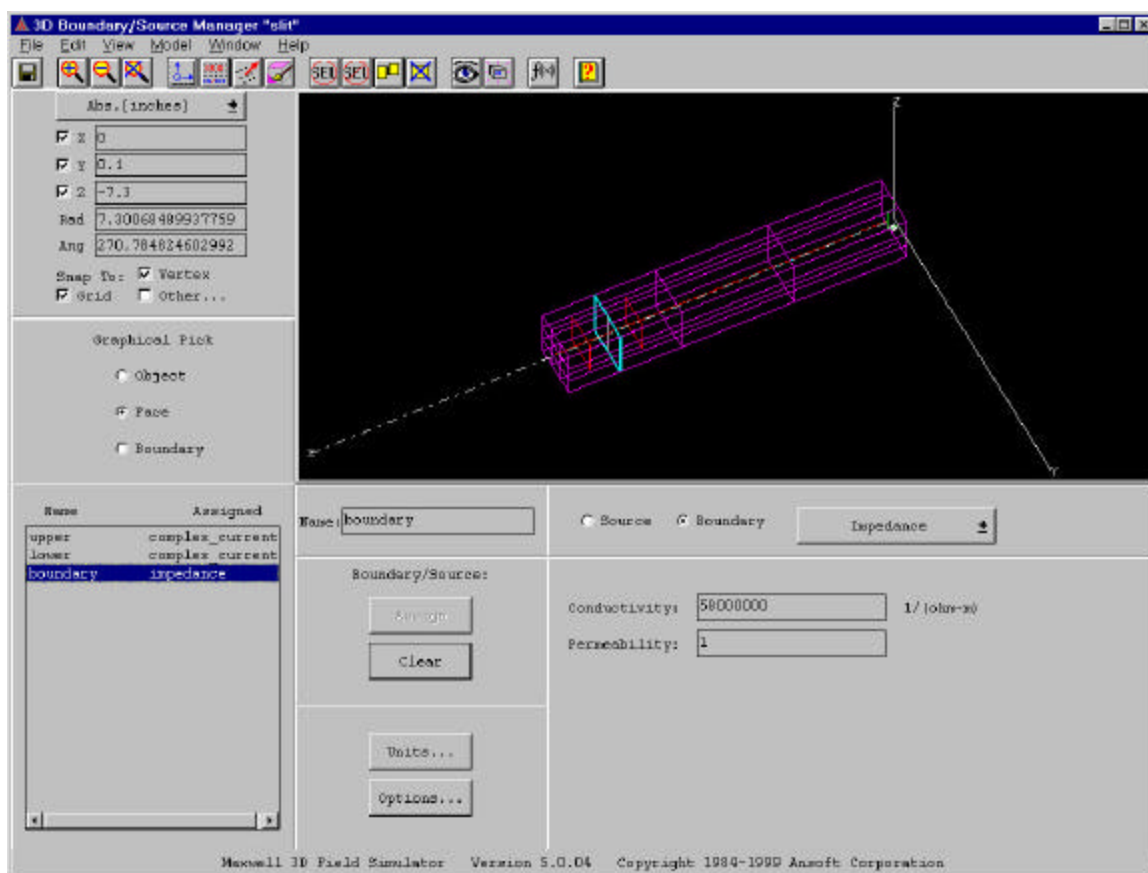 3D Boundary/Source Manager "slit"
File Edit View Model Window Help
SEL SEL
Abs.[inches]
X 0
Y 0.1
Z -7.3
Rad 7.30068489937759
Ang 270.784824602992
Snap To: Vertex
Grid Other...
Graphical Pick
Object
Face
Boundary
Z
X
Y
Name Assigned
upper complex_current
lower complex_current
boundary impedance
Name: boundary
Source Boundary Impedance
Boundary/Source:
Assign
Clear
Conductivity: 58000000 1/(ohm-m)
Permeability: 1
Units...
Options...
Maxwell 3D Field Simulator Version 5.0.04 Copyright 1984-1999 Ansoft Corporation